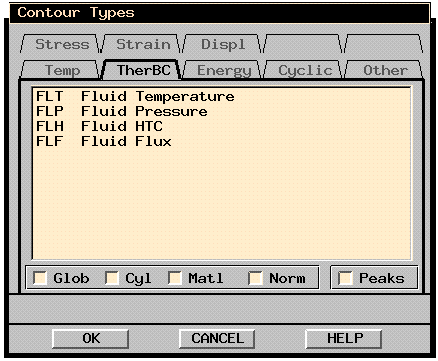 Contour Types
Stress Strain Displ
Temp TherBC Energy Cyclic Other
FLT Fluid Temperature
FLP Fluid Pressure
FLH Fluid HTC
FLF Fluid Flux
Glob Cyl Matl Norm Peaks
OK CANCEL HELP